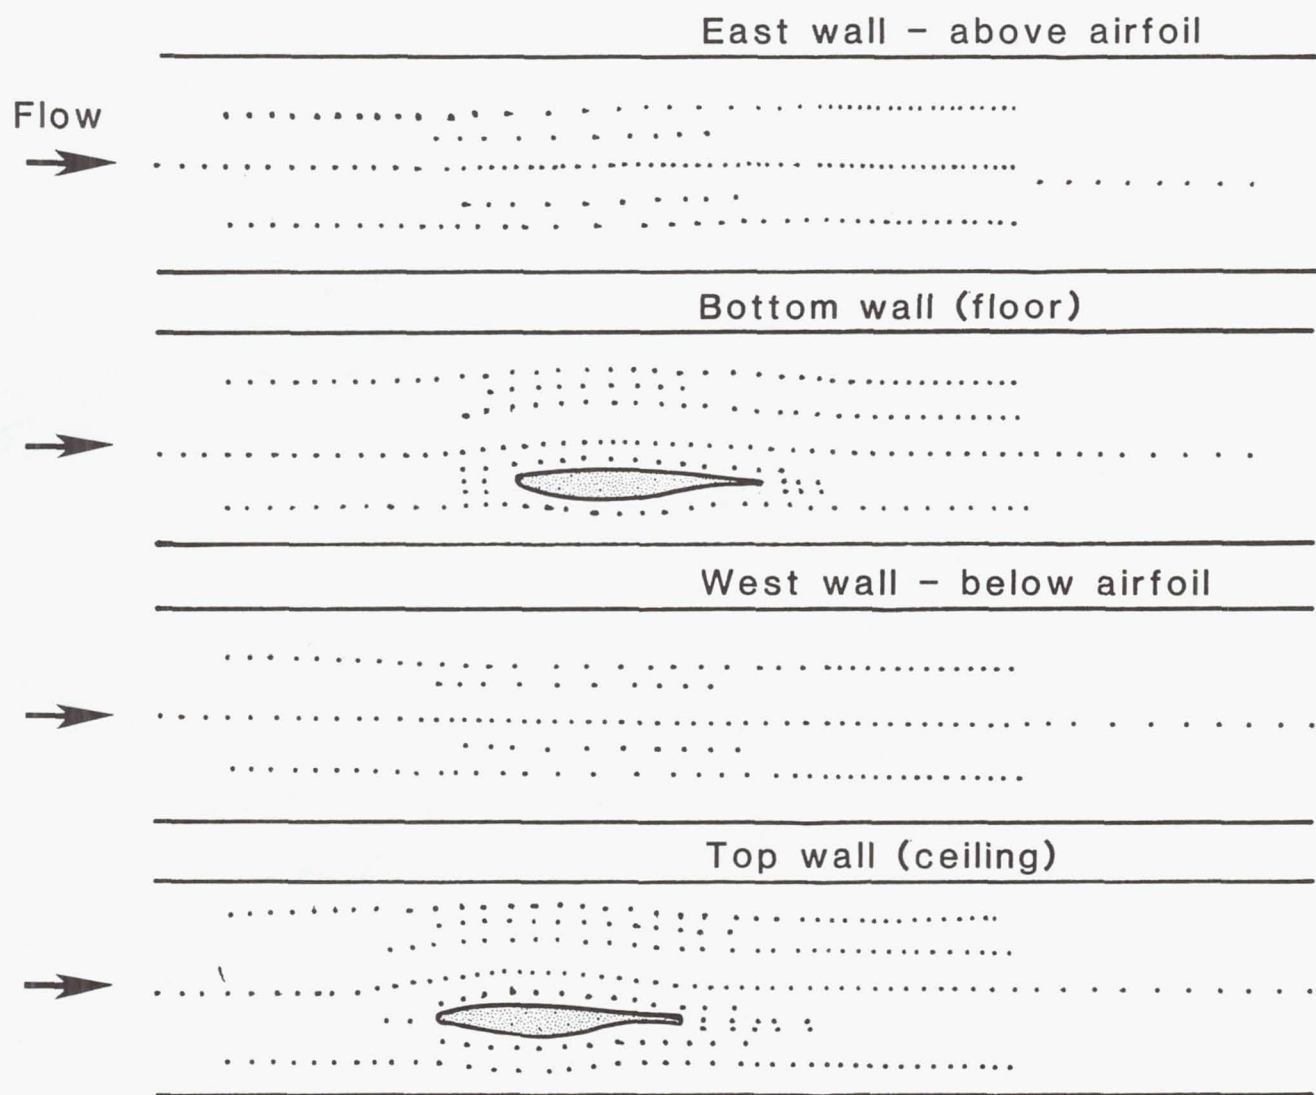 East wall – above airfoil
Flow
Bottom wall (floor)
West wall – below airfoil
Top wall (ceiling)